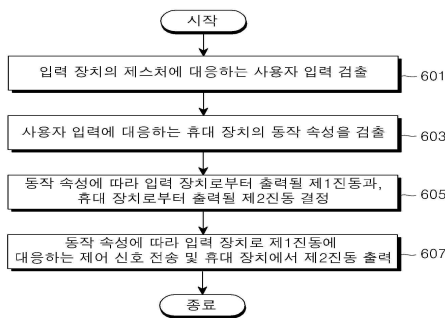 시작
입력 장치의 제스처에 대응하는 사용자 입력 검출
601
사용자 입력에 대응하는 휴대 장치의 동작 속성을 검출
603
동작 속성에 따라 입력 장치로부터 출력될 제1진동과,
휴대 장치로부터 출력될 제2진동 결정
605
동작 속성에 따라 입력 장치로 제1진동에
대응하는 제어 신호 전송 및 휴대 장치에서 제2진동 출력
607
종료